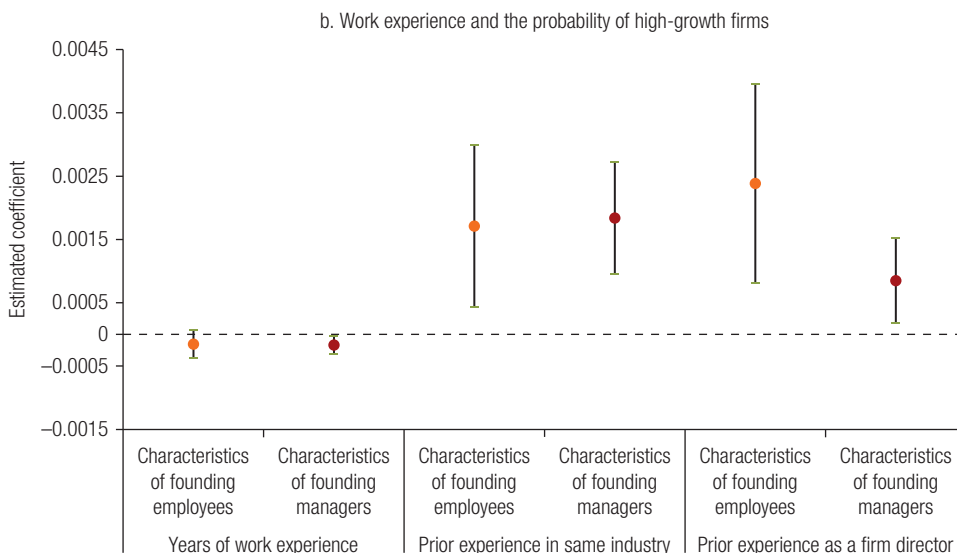 b. Work experience and the probability of high-growth firms
Estimated coefficient
0.0045
0.0035
0.0025
0.0015
0.0005
0
–0.0005
–0.0015
Characteristics
of founding
employees
Characteristics
of founding
managers
Characteristics
of founding
employees
Characteristics
of founding
managers
Characteristics
of founding
employees
Characteristics
of founding
managers
Years of work experience
Prior experience in same industry
Prior experience as a firm director